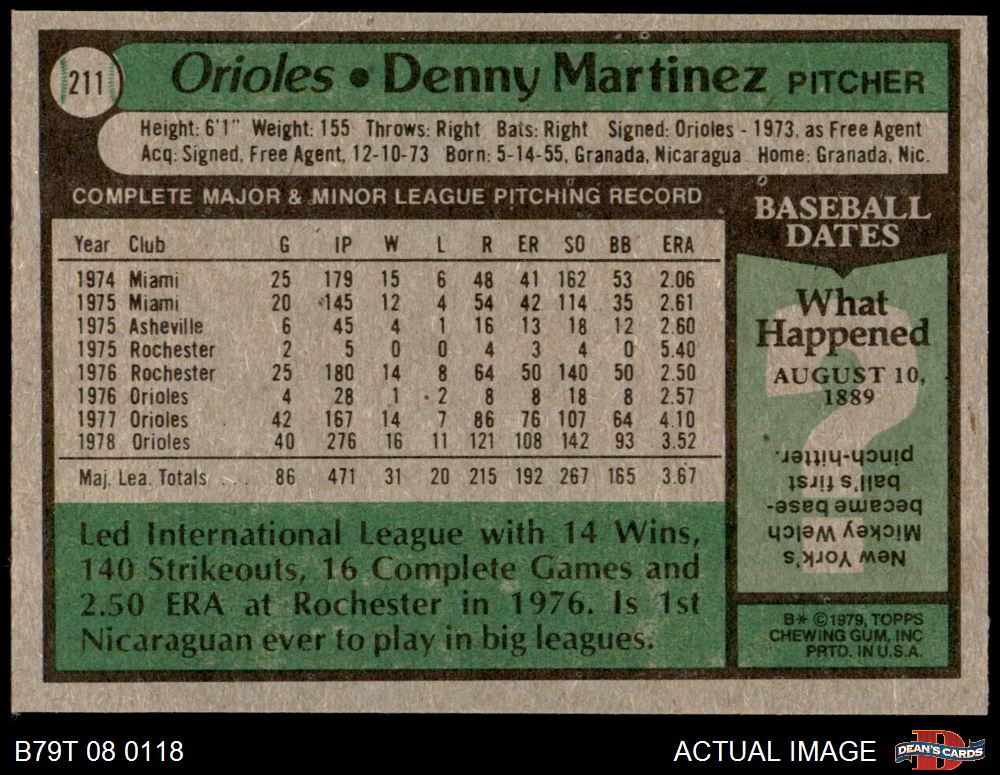 211
Orioles • Denny Martinez PITCHER
Height: 6'1" Weight: 155 Throws: Right Bats: Right Signed: Orioles - 1973, as Free Agent
Acq: Signed, Free Agent, 12-10-73 Born: 5-14-55, Granada, Nicaragua Home: Granada, Nic.
COMPLETE MAJOR & MINOR LEAGUE PITCHING RECORD
Year Club G IP W L R ER SO BB ERA
1974 Miami 25 179 15 6 48 41 162 53 2.06
1975 Miami 20 145 12 4 54 42 114 35 2.61
1975 Asheville 6 45 4 1 16 13 18 12 2.60
1975 Rochester 2 5 0 0 4 3 4 0 5.40
1976 Rochester 25 180 14 8 64 50 140 50 2.50
1976 Orioles 4 28 1 2 8 8 18 8 2.57
1977 Orioles 42 167 14 7 86 76 107 64 4.10
1978 Orioles 40 276 16 11 121 108 142 93 3.52
Maj. Lea. Totals ... 86 471 31 20 215 192 267 165 3.67
Led International League with 14 Wins,
140 Strikeouts, 16 Complete Games and
2.50 ERA at Rochester in 1976. Is 1st
Nicaraguan ever to play in big leagues.
BASEBALL
DATES
What
Happened
AUGUST 10,
1889
?
New York's
Mickey Welch
became base-
ball's first
pinch-hitter.
B* ©1979, TOPPS
CHEWING GUM, INC
PRTD. IN U.S.A.
B79T 08 0118
ACTUAL IMAGE
D
DEAN'S CARDS